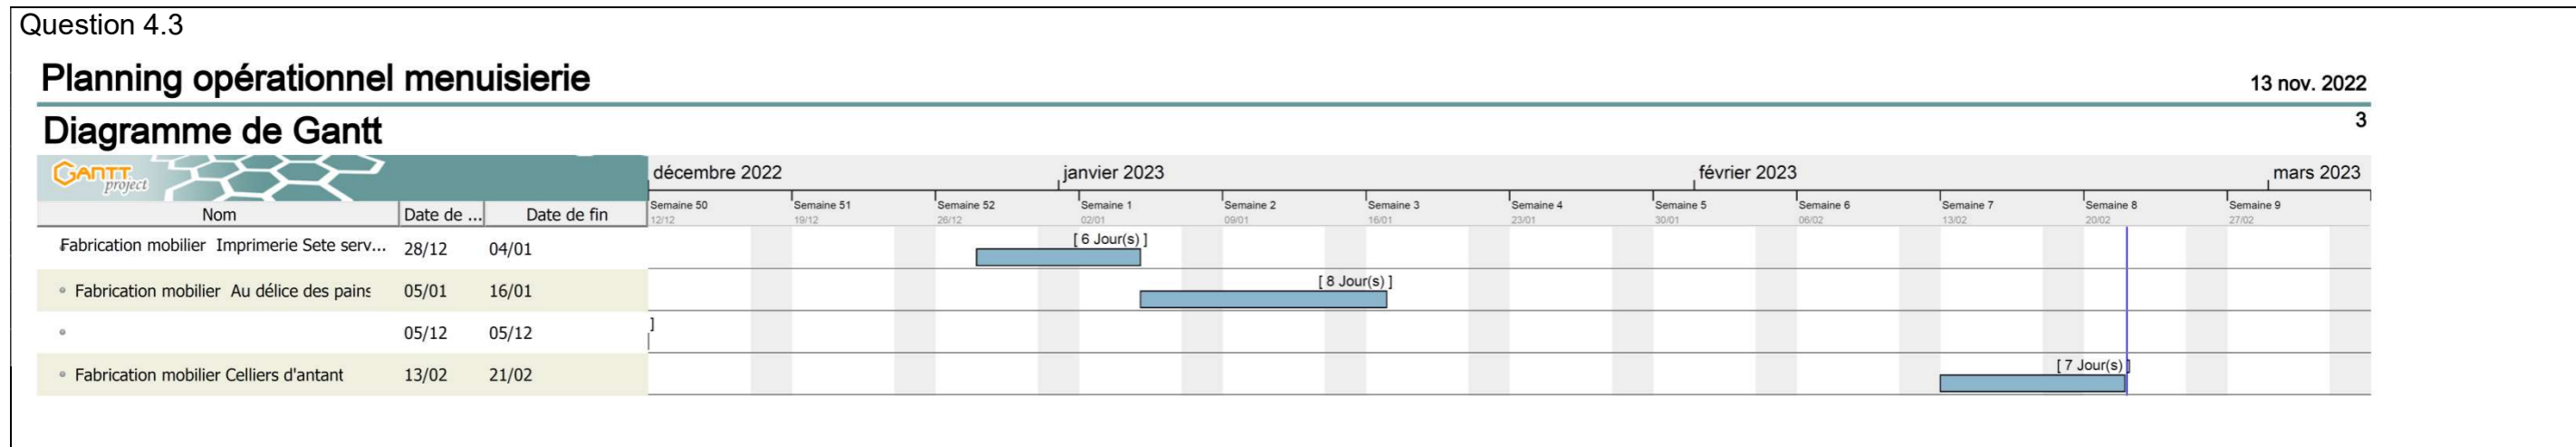 Question 4.3
Planning opérationnel menuisierie
13 nov. 2022
Diagramme de Gantt
3
GANTT project
décembre 2022 janvier 2023 février 2023 mars 2023
Semaine 50 Semaine 51 Semaine 52 Semaine 1 Semaine 2 Semaine 3 Semaine 4 Semaine 5 Semaine 6 Semaine 7 Semaine 8 Semaine 9
12/12 19/12 26/12 02/01 09/01 16/01 23/01 30/01 06/02 13/02 20/02 27/02
Nom Date de ... Date de fin
Fabrication mobilier Imprimerie Sete serv... 28/12 04/01 [ 6 Jour(s) ]
Fabrication mobilier Au délice des pains 05/01 16/01 [ 8 Jour(s) ]
05/12 05/12 ]
Fabrication mobilier Celliers d'antant 13/02 21/02 [ 7 Jour(s) ]